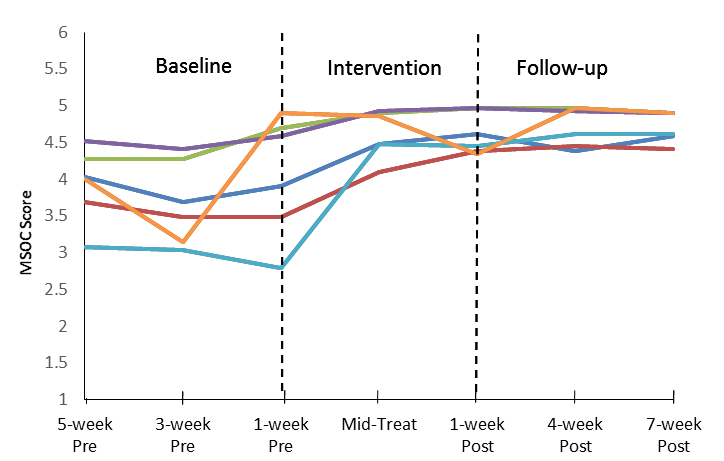 6
5.5
5
4.5
4
3.5
3
2.5
2
1.5
1
MSOC Score
Baseline
Intervention
Follow-up
5-week
Pre
3-week
Pre
1-week
Pre
Mid-Treat
1-week
Post
4-week
Post
7-week
Post